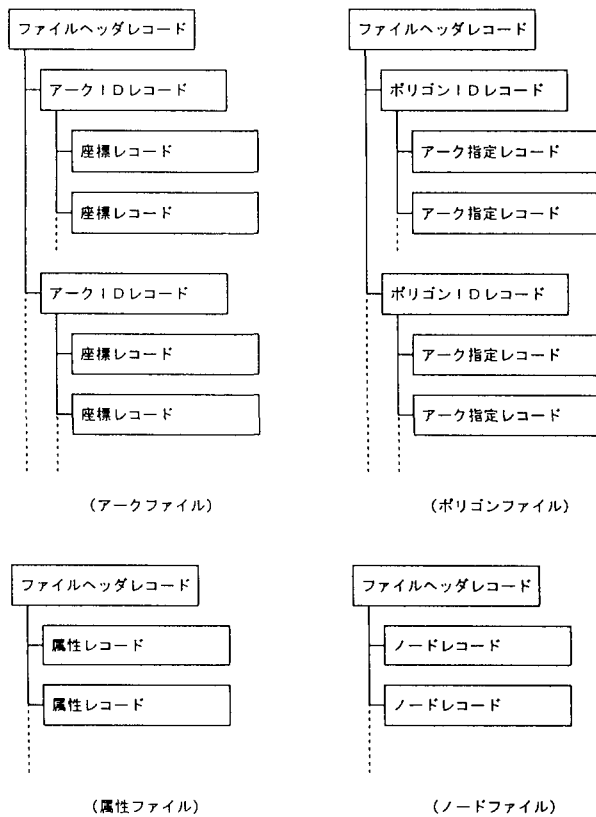 ファイルヘッダレコード
アークIDレコード
座標レコード
座標レコード
アークIDレコード
座標レコード
座標レコード
(アークファイル)
ファイルヘッダレコード
ポリゴンIDレコード
アーク指定レコード
アーク指定レコード
ポリゴンIDレコード
アーク指定レコード
アーク指定レコード
(ポリゴンファイル)
ファイルヘッダレコード
属性レコード
属性レコード
(属性ファイル)
ファイルヘッダレコード
ノードレコード
ノードレコード
(ノードファイル)